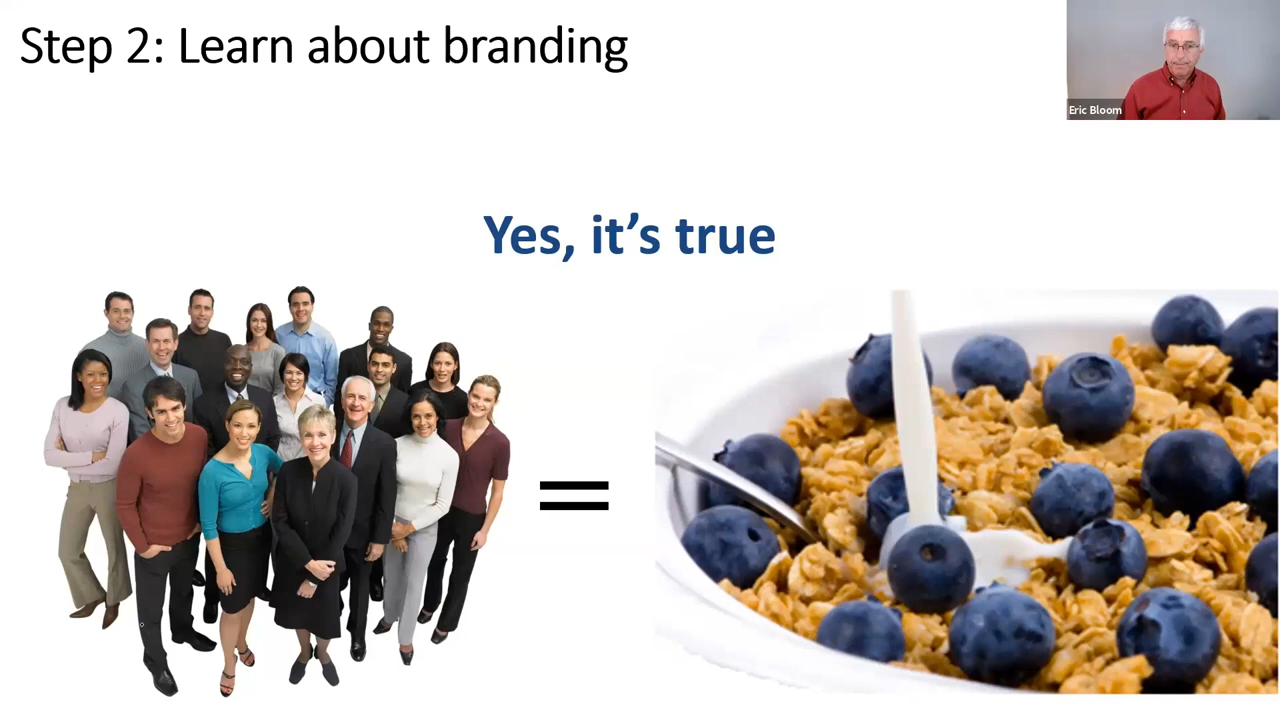 Step 2: Learn about branding
Eric Bloom
Yes, it’s true
=